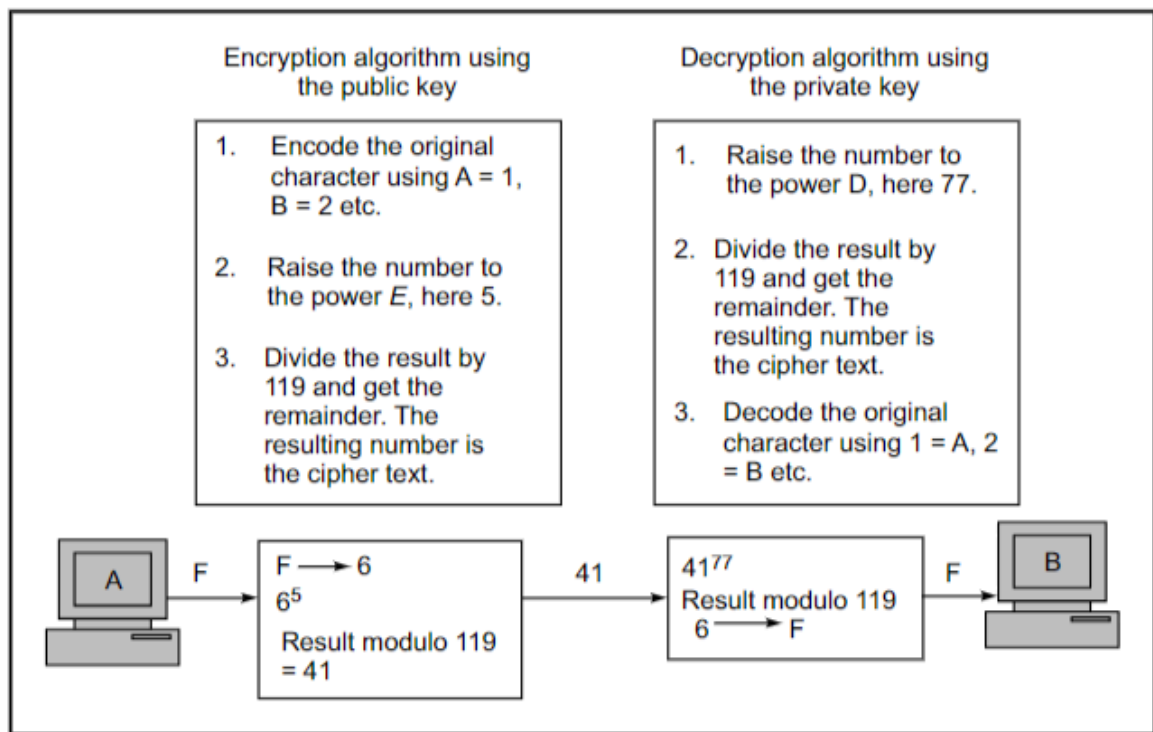 Encryption algorithm using
the public key
1. Encode the original
character using A = 1,
B = 2 etc.
2. Raise the number to
the power E, here 5.
3. Divide the result by
119 and get the
remainder. The
resulting number is
the cipher text.
Decryption algorithm using
the private key
1. Raise the number to
the power D, here 77.
2. Divide the result by
119 and get the
remainder. The
resulting number is
the cipher text.
3. Decode the original
character using 1 = A, 2
= B etc.
A
F
F → 6
6⁵
Result modulo 119
= 41
41
41⁷⁷
Result modulo 119
6 → F
F
B